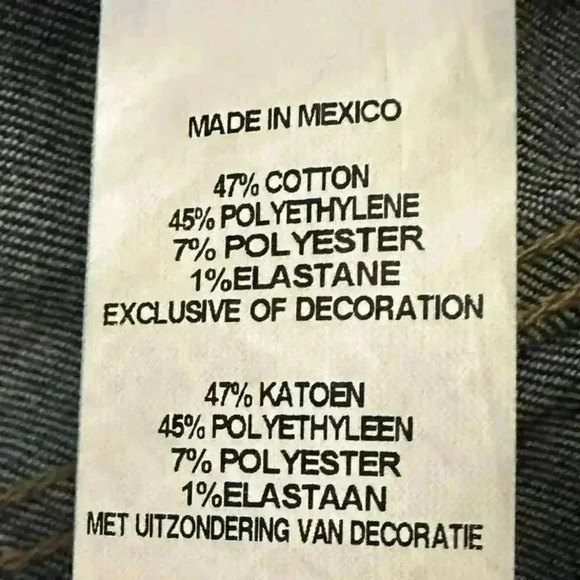 MADE IN MEXICO
47% COTTON
45% POLYETHYLENE
7% POLYESTER
1%ELASTANE
EXCLUSIVE OF DECORATION
47% KATOEN
45% POLYETHYLEEN
7% POLYESTER
1%ELASTAAN
MET UITZONDERING VAN DECORATIE